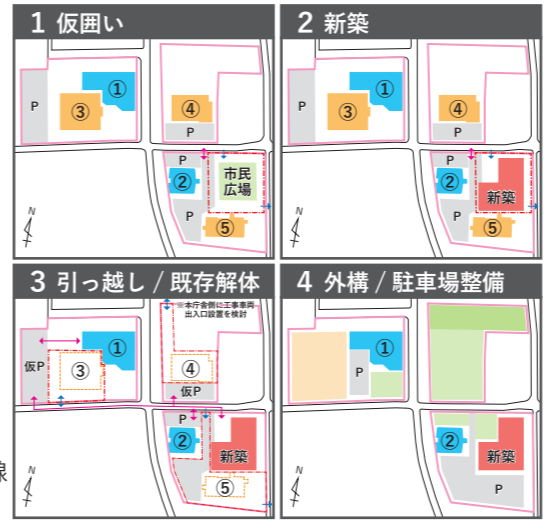 1 仮囲い
①
P
③
④
P
P
②
市民
広場
P
⑤
N
2 新築
①
P
③
④
P
P
②
新築
P
⑤
N
3 引っ越し / 既存解体
※本庁舎側に工事車両
出入口設置を検討
①
仮P
③
④
仮P
P
②
新築
⑤
線
N
4 外構 / 駐車場整備
①
P
②
新築
P
N